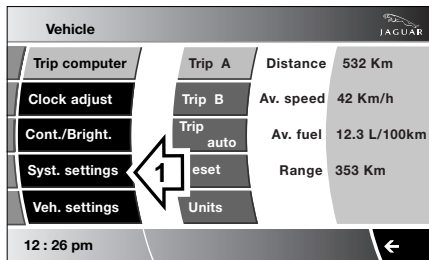 Vehicle
JAGUAR
Trip computer
Trip A
Distance
532 Km
Clock adjust
Trip B
Av. speed
42 Km/h
Cont./Bright.
Trip
auto
Av. fuel
12.3 L/100km
Syst. settings
1
eset
Range
353 Km
Veh. settings
Units
12 : 26 pm